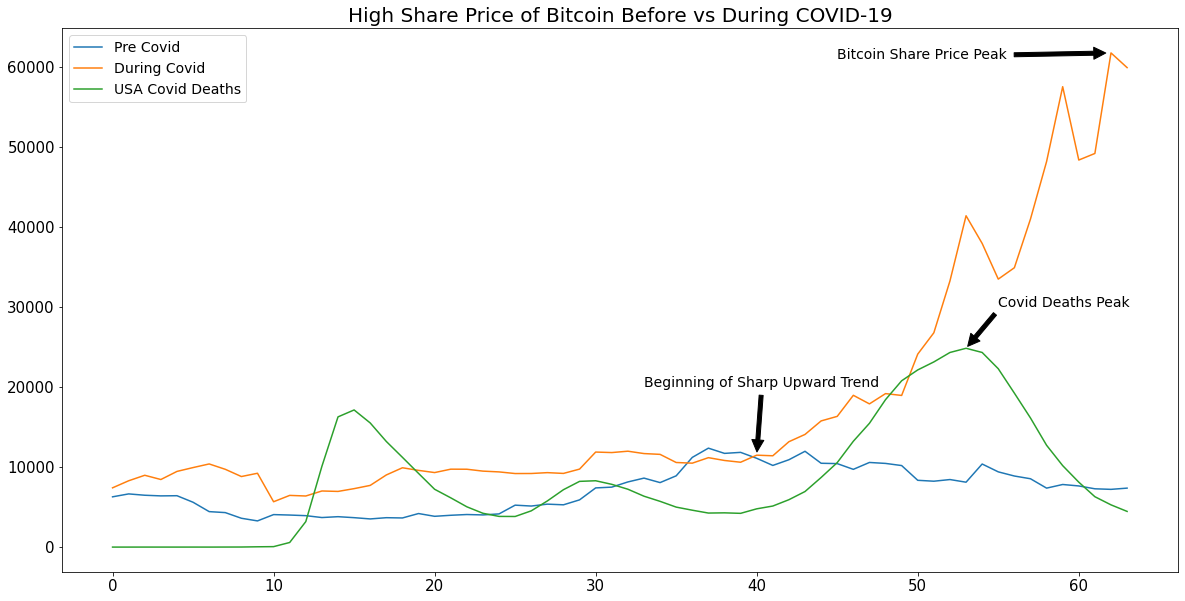 High Share Price of Bitcoin Before vs During COVID-19
Pre Covid
During Covid
USA Covid Deaths
Bitcoin Share Price Peak
Covid Deaths Peak
Beginning of Sharp Upward Trend
60000
50000
40000
30000
20000
10000
0
0 10 20 30 40 50 60